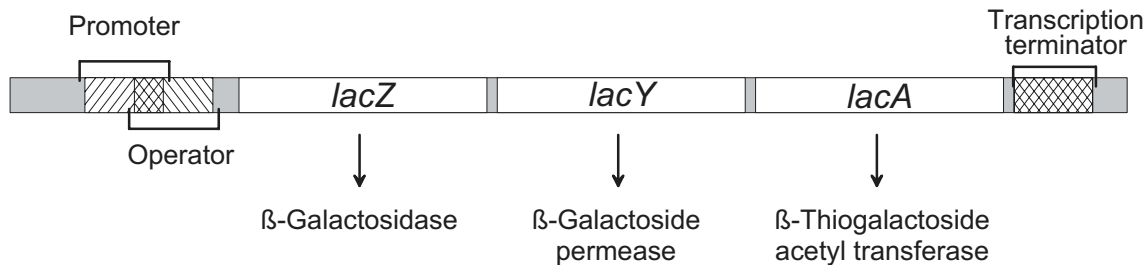 Promoter
Transcription
terminator
lacZ
lacY
lacA
Operator
ß-Galactosidase
ß-Galactoside
permease
ß-Thiogalactoside
acetyl transferase